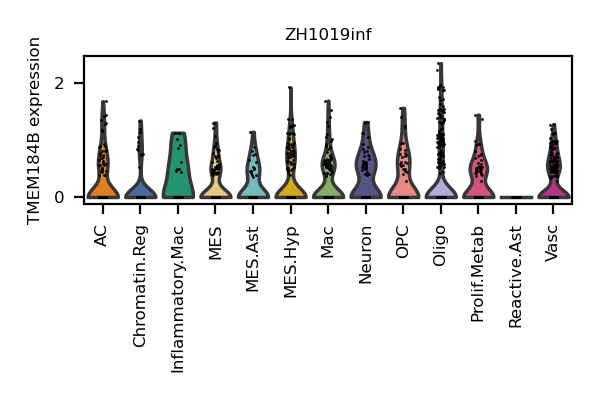 ZH1019inf
TMEM184B expression
2
0
AC
Chromatin.Reg
Inflammatory.Mac
MES
MES.Ast
MES.Hyp
Mac
Neuron
OPC
Oligo
Prolif.Metab
Reactive.Ast
Vasc